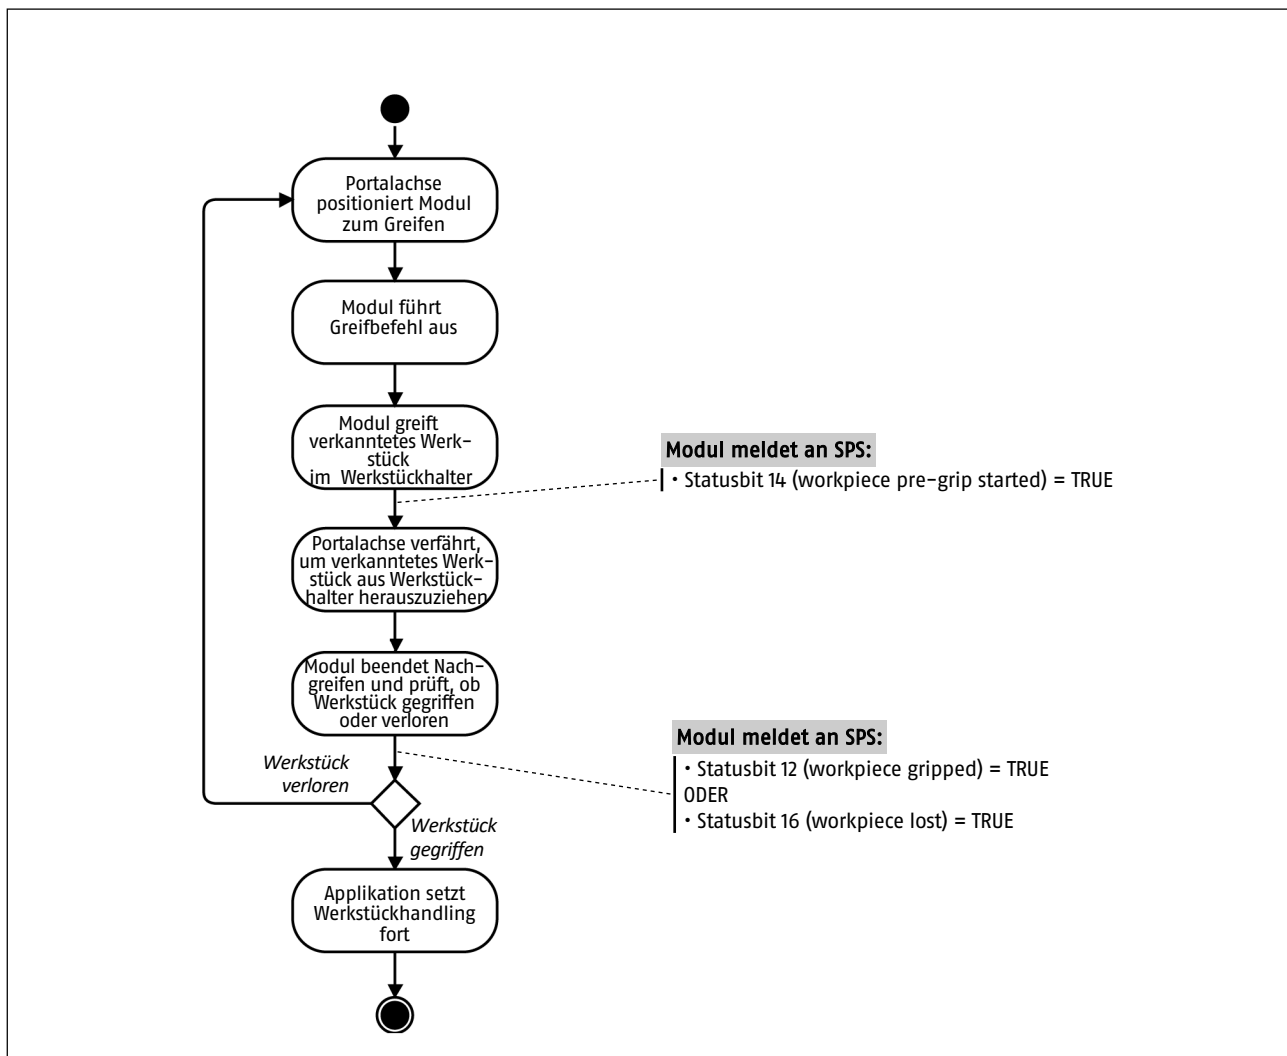 Portalachse
positioniert Modul
zum Greifen
Modul führt
Greifbefehl aus
Modul greift
verkanntetes Werk-
stück
im Werkstückhalter
Modul meldet an SPS:
• Statusbit 14 (workpiece pre-grip started) = TRUE
Portalachse verfährt,
um verkanntetes Werk-
stück aus Werkstück-
halter herauszuziehen
Modul beendet Nach-
greifen und prüft, ob
Werkstück gegriffen
oder verloren
Modul meldet an SPS:
• Statusbit 12 (workpiece gripped) = TRUE
ODER
• Statusbit 16 (workpiece lost) = TRUE
Werkstück
verloren
Werkstück
gegriffen
Applikation setzt
Werkstückhandling
fort